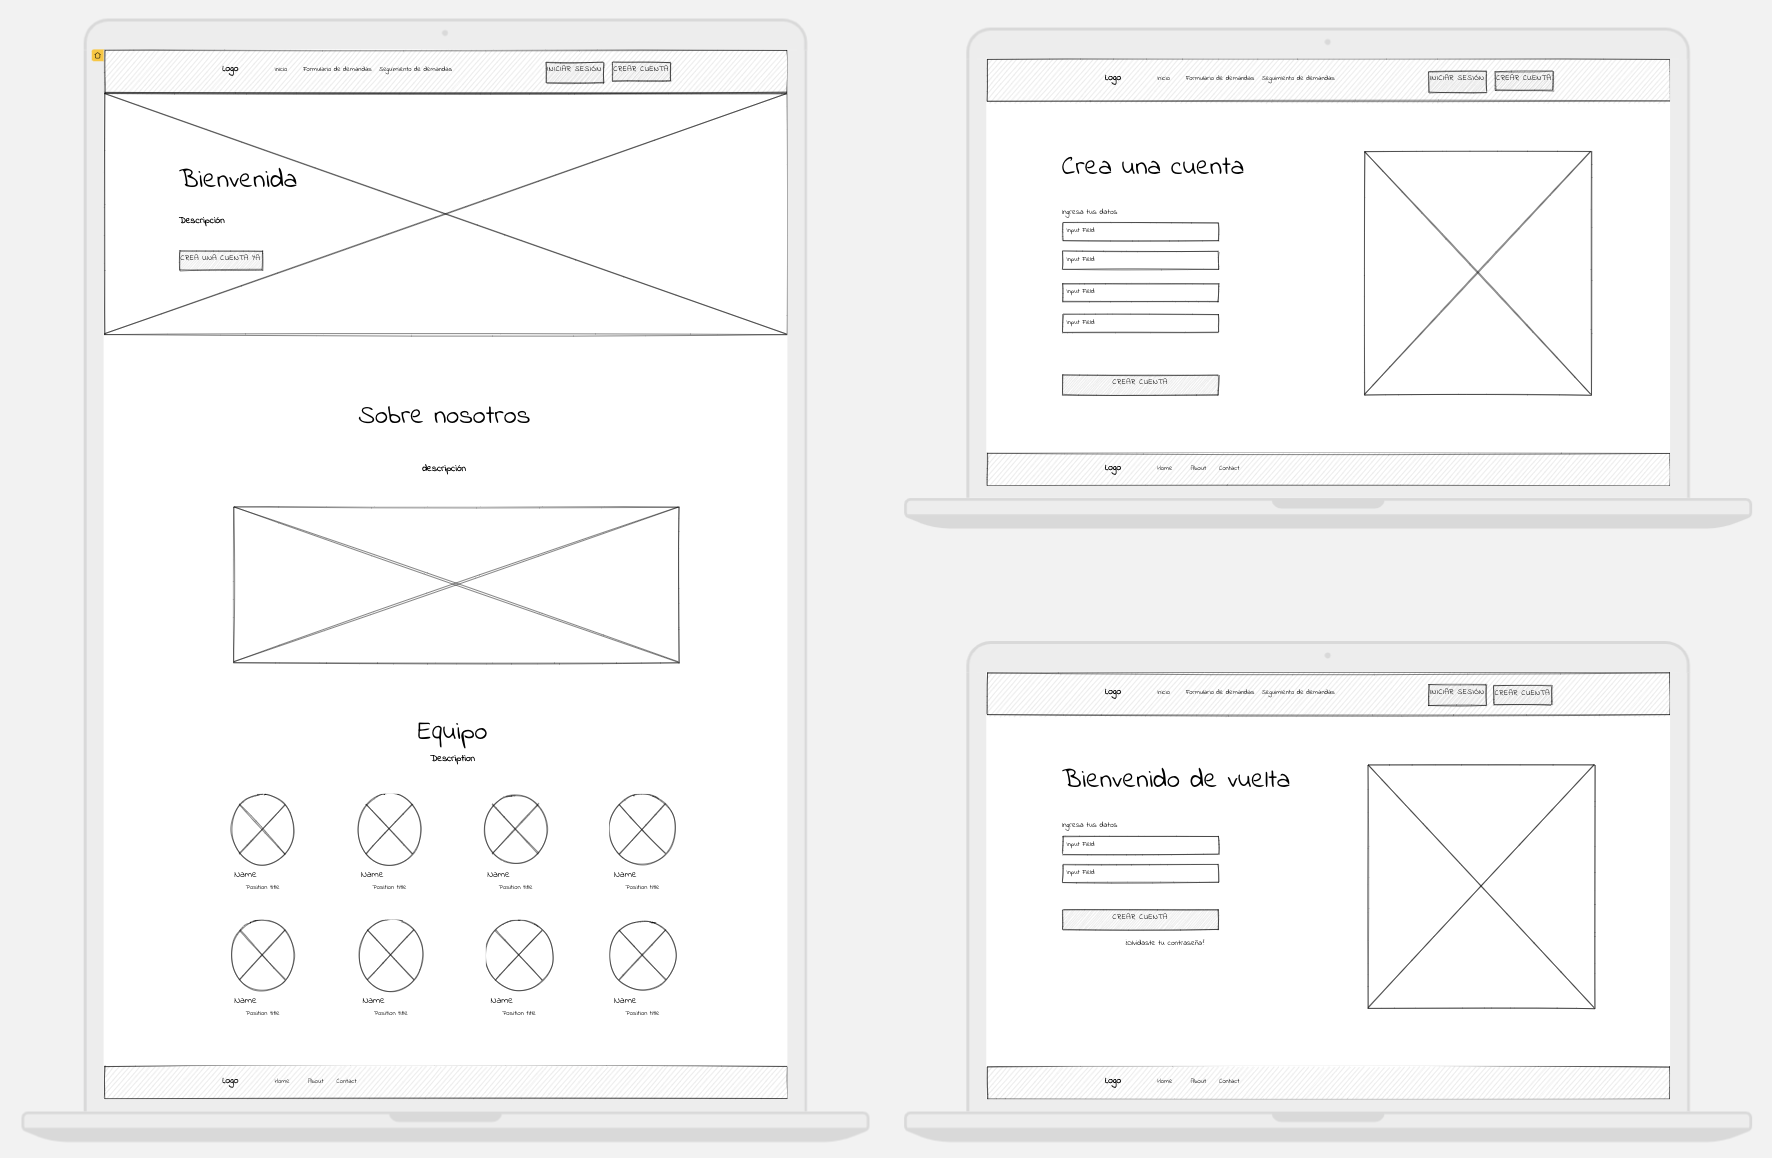 Logo Inicio Formulario de demandas Seguimiento de demandas INICIAR SESIÓN CREAR CUENTA
Bienvenida
Descripción
CREA UNA CUENTA YA
Sobre nosotros
descripción
Equipo
Description
Name Name Name Name
Position title Position title Position title Position title
Name Name Name Name
Position title Position title Position title Position title
Logo Home About Contact
Logo Inicio Formulario de demandas Seguimiento de demandas INICIAR SESIÓN CREAR CUENTA
Crea una cuenta
Ingresa tus datos
Input Field
Input Field
Input Field
Input Field
CREAR CUENTA
Logo Home About Contact
Logo Inicio Formulario de demandas Seguimiento de demandas INICIAR SESIÓN CREAR CUENTA
Bienvenido de vuelta
Ingresa tus datos
Input Field
Input Field
CREAR CUENTA
¡Olvidaste tu contraseña!
Logo Home About Contact